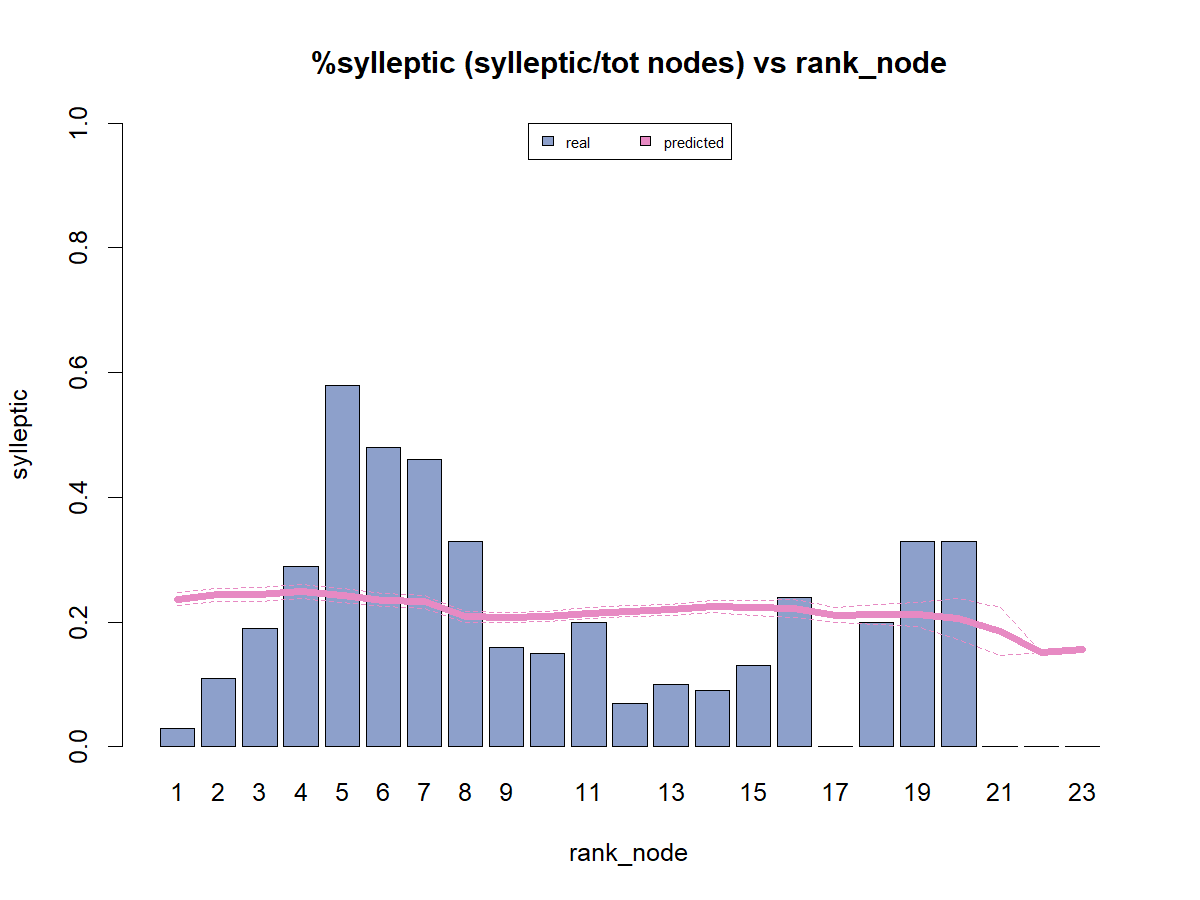 %sylleptic (sylleptic/tot nodes) vs rank_node
real predicted
1.0
0.8
0.6
0.4
0.2
0.0
sylleptic
1 2 3 4 5 6 7 8 9 11 13 15 17 19 21 23
rank_node